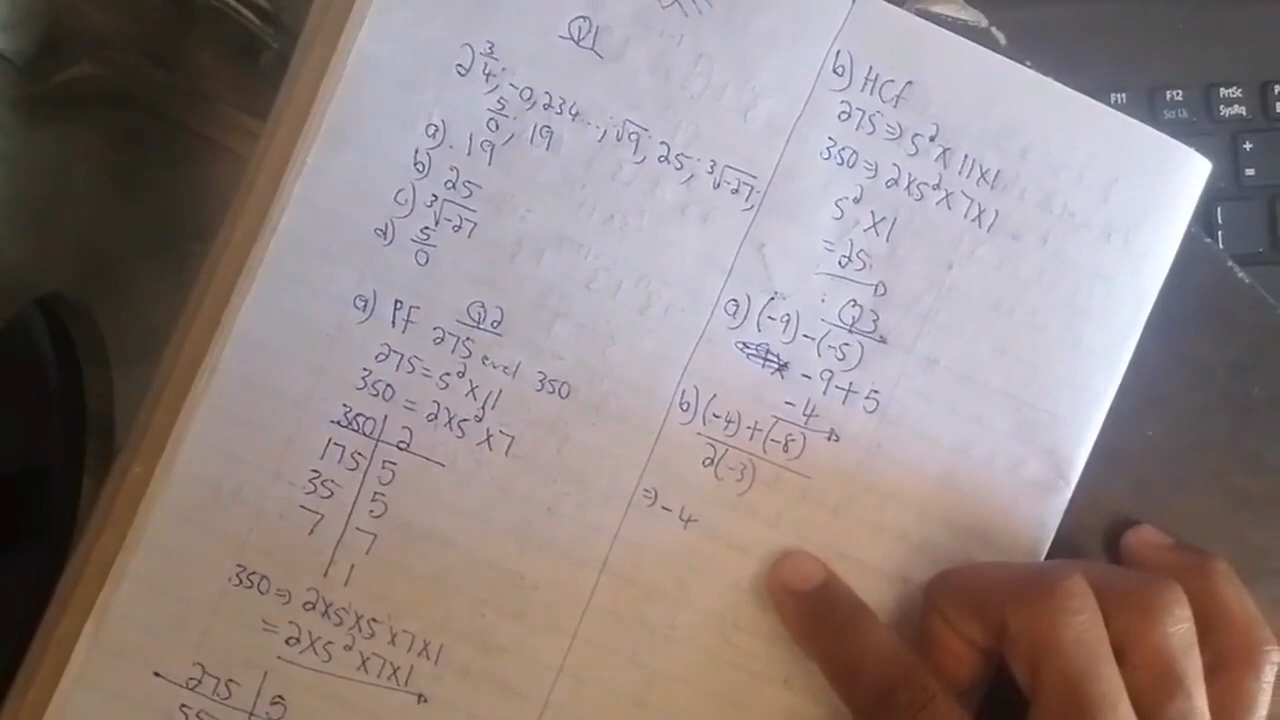 Q1
2 3/4; -0,234...; √9; 25; ∛-27;
5/0; 19
a). 19
b) 25
c) ∛-27
d) 5/0
Q2
a) PF 275 and 350
275 = 5² × 11
350 = 2×5² × 7
350 | 2
175 | 5
35 | 5
7 | 7
| 1
350 ⇒ 2×5×5×7×1
= 2×5²×7×1
275 | 5
55
b) HCf
275 ⇒ 5² × 11×1
350 ⇒ 2×5²×7×1
5² × 1
= 25
Q3
a) (-9) - (-5)
-9 + 5
-4
b) (-4) + (-8)
2(-3)
⇒ -4
F11
F12
Scr Lk
PrtSc
SysRq
+
=
{
[